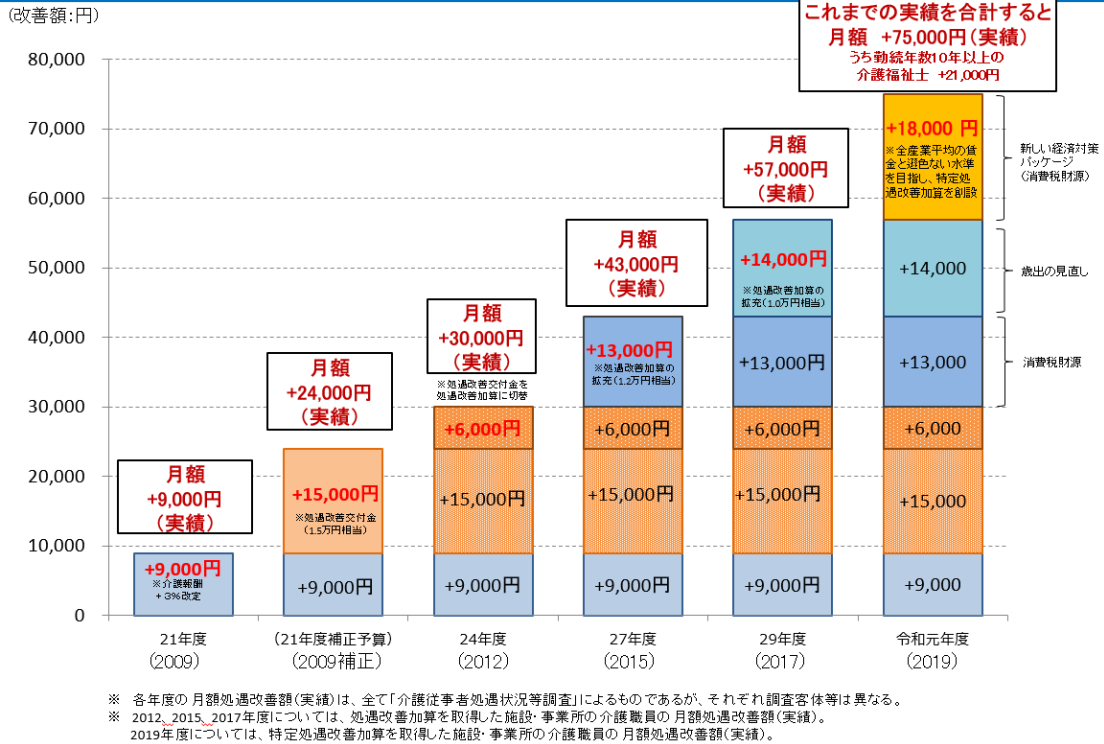 (改善額:円)
これまでの実績を合計すると
月額 +75,000円(実績)
うち勤続年数10年以上の
介護福祉士 +21,000円
80,000
70,000
60,000
50,000
40,000
30,000
20,000
10,000
0
月額
+9,000円
(実績)
+9,000円
※介護報酬
+3%改定
21年度
(2009)
月額
+24,000円
(実績)
+15,000円
※処遇改善交付金
(1.5万円相当)
+9,000円
(21年度補正予算)
(2009補正)
月額
+30,000円
(実績)
※処遇改善交付金を
処遇改善加算に切替
+6,000円
+15,000円
+9,000円
24年度
(2012)
月額
+43,000円
(実績)
+13,000円
※処遇改善加算の
拡充(1.2万円相当)
+6,000円
+15,000円
+9,000円
27年度
(2015)
月額
+57,000円
(実績)
+14,000円
※処遇改善加算の
拡充(1.0万円相当)
+13,000円
+6,000円
+15,000円
+9,000円
29年度
(2017)
+18,000 円
※全産業平均の賃
金と遜色ない水準
を目指し、特定処
遇改善加算を創設
+14,000
+13,000
+6,000
+15,000
+9,000
令和元年度
(2019)
新しい経済対策
パッケージ
(消費税財源)
歳出の見直し
消費税財源
※ 各年度の月額処遇改善額(実績)は、全て「介護従事者処遇状況等調査」によるものであるが、それぞれ調査客体等は異なる。
※ 2012、2015、2017年度については、処遇改善加算を取得した施設・事業所の介護職員の月額処遇改善額(実績)。
2019年度については、特定処遇改善加算を取得した施設・事業所の介護職員の月額処遇改善額(実績)。